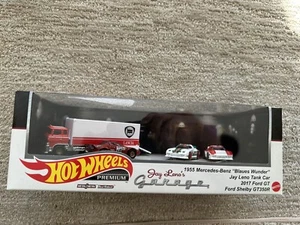 HOT WHEELS
PREMIUM
Jay Leno's
Garage
1955 Mercedes-Benz "Blaues Wunder"
Jay Leno Tank Car
2017 Ford GT
Ford Shelby GT350R